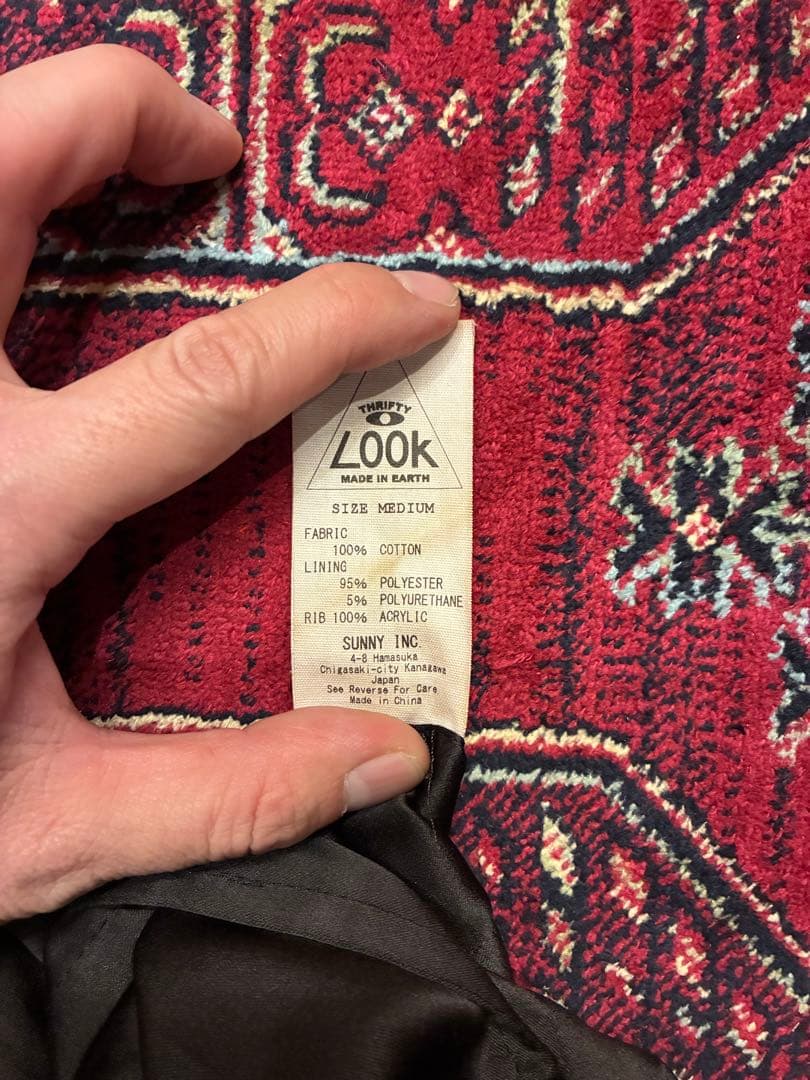 THRIFTY
LOOk
MADE IN EARTH
SIZE MEDIUM
FABRIC
100% COTTON
LINING
95% POLYESTER
5% POLYURETHANE
RIB 100% ACRYLIC
SUNNY INC.
4-8 Hamasuka
Chigasaki-city Kanagawa
Japan
See Reverse For Care
Made in China